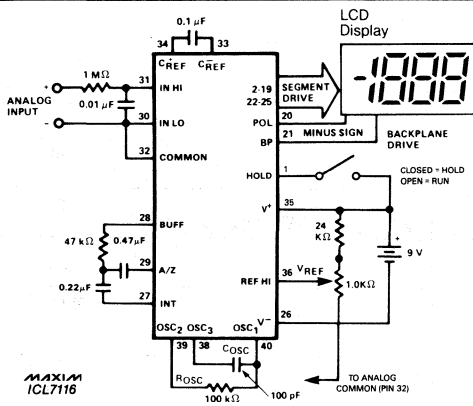 LCD
Display
0.1 µF
34
33
C+REF
C-REF
1 MΩ
31
IN HI
+
ANALOG
INPUT
0.01 µF
-
30
IN LO
32
COMMON
2-19
22-25
SEGMENT
DRIVE
-1888
20
POL
MINUS SIGN
21
BP
BACKPLANE
DRIVE
1
HOLD
CLOSED = HOLD
OPEN = RUN
35
V+
24
KΩ
+
9 V
28
BUFF
47 kΩ
0.47µF
29
A/Z
0.22µF
27
INT
36
REF HI
VREF
1.0KΩ
26
V-
OSC2
OSC3
OSC1
39
38
40
COSC
ROSC
100 kΩ
100 pF
TO ANALOG
COMMON (PIN 32)
MAXIM
ICL7116